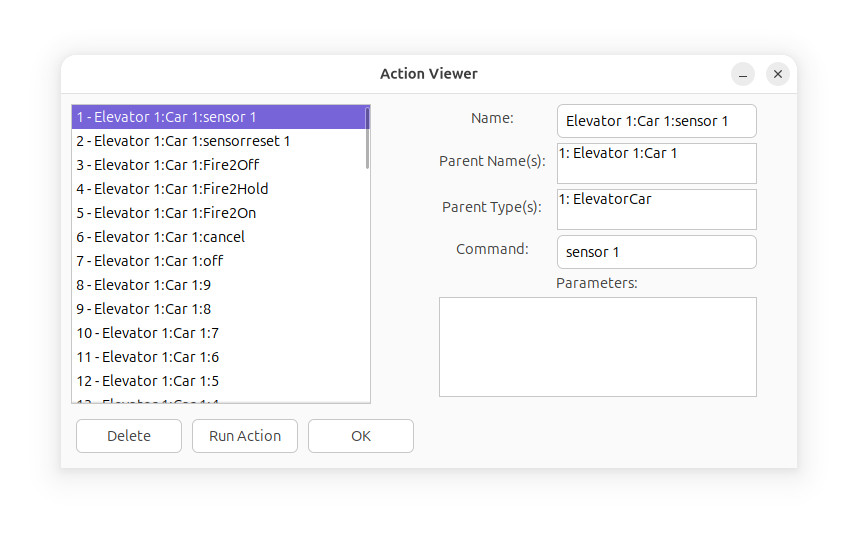 Action Viewer
1 - Elevator 1:Car 1:sensor 1
2 - Elevator 1:Car 1:sensorreset 1
3 - Elevator 1:Car 1:Fire2Off
4 - Elevator 1:Car 1:Fire2Hold
5 - Elevator 1:Car 1:Fire2On
6 - Elevator 1:Car 1:cancel
7 - Elevator 1:Car 1:off
8 - Elevator 1:Car 1:9
9 - Elevator 1:Car 1:8
10 - Elevator 1:Car 1:7
11 - Elevator 1:Car 1:6
12 - Elevator 1:Car 1:5
Name:
Elevator 1:Car 1:sensor 1
Parent Name(s):
1: Elevator 1:Car 1
Parent Type(s):
1: ElevatorCar
Command:
sensor 1
Parameters:
Delete
Run Action
OK